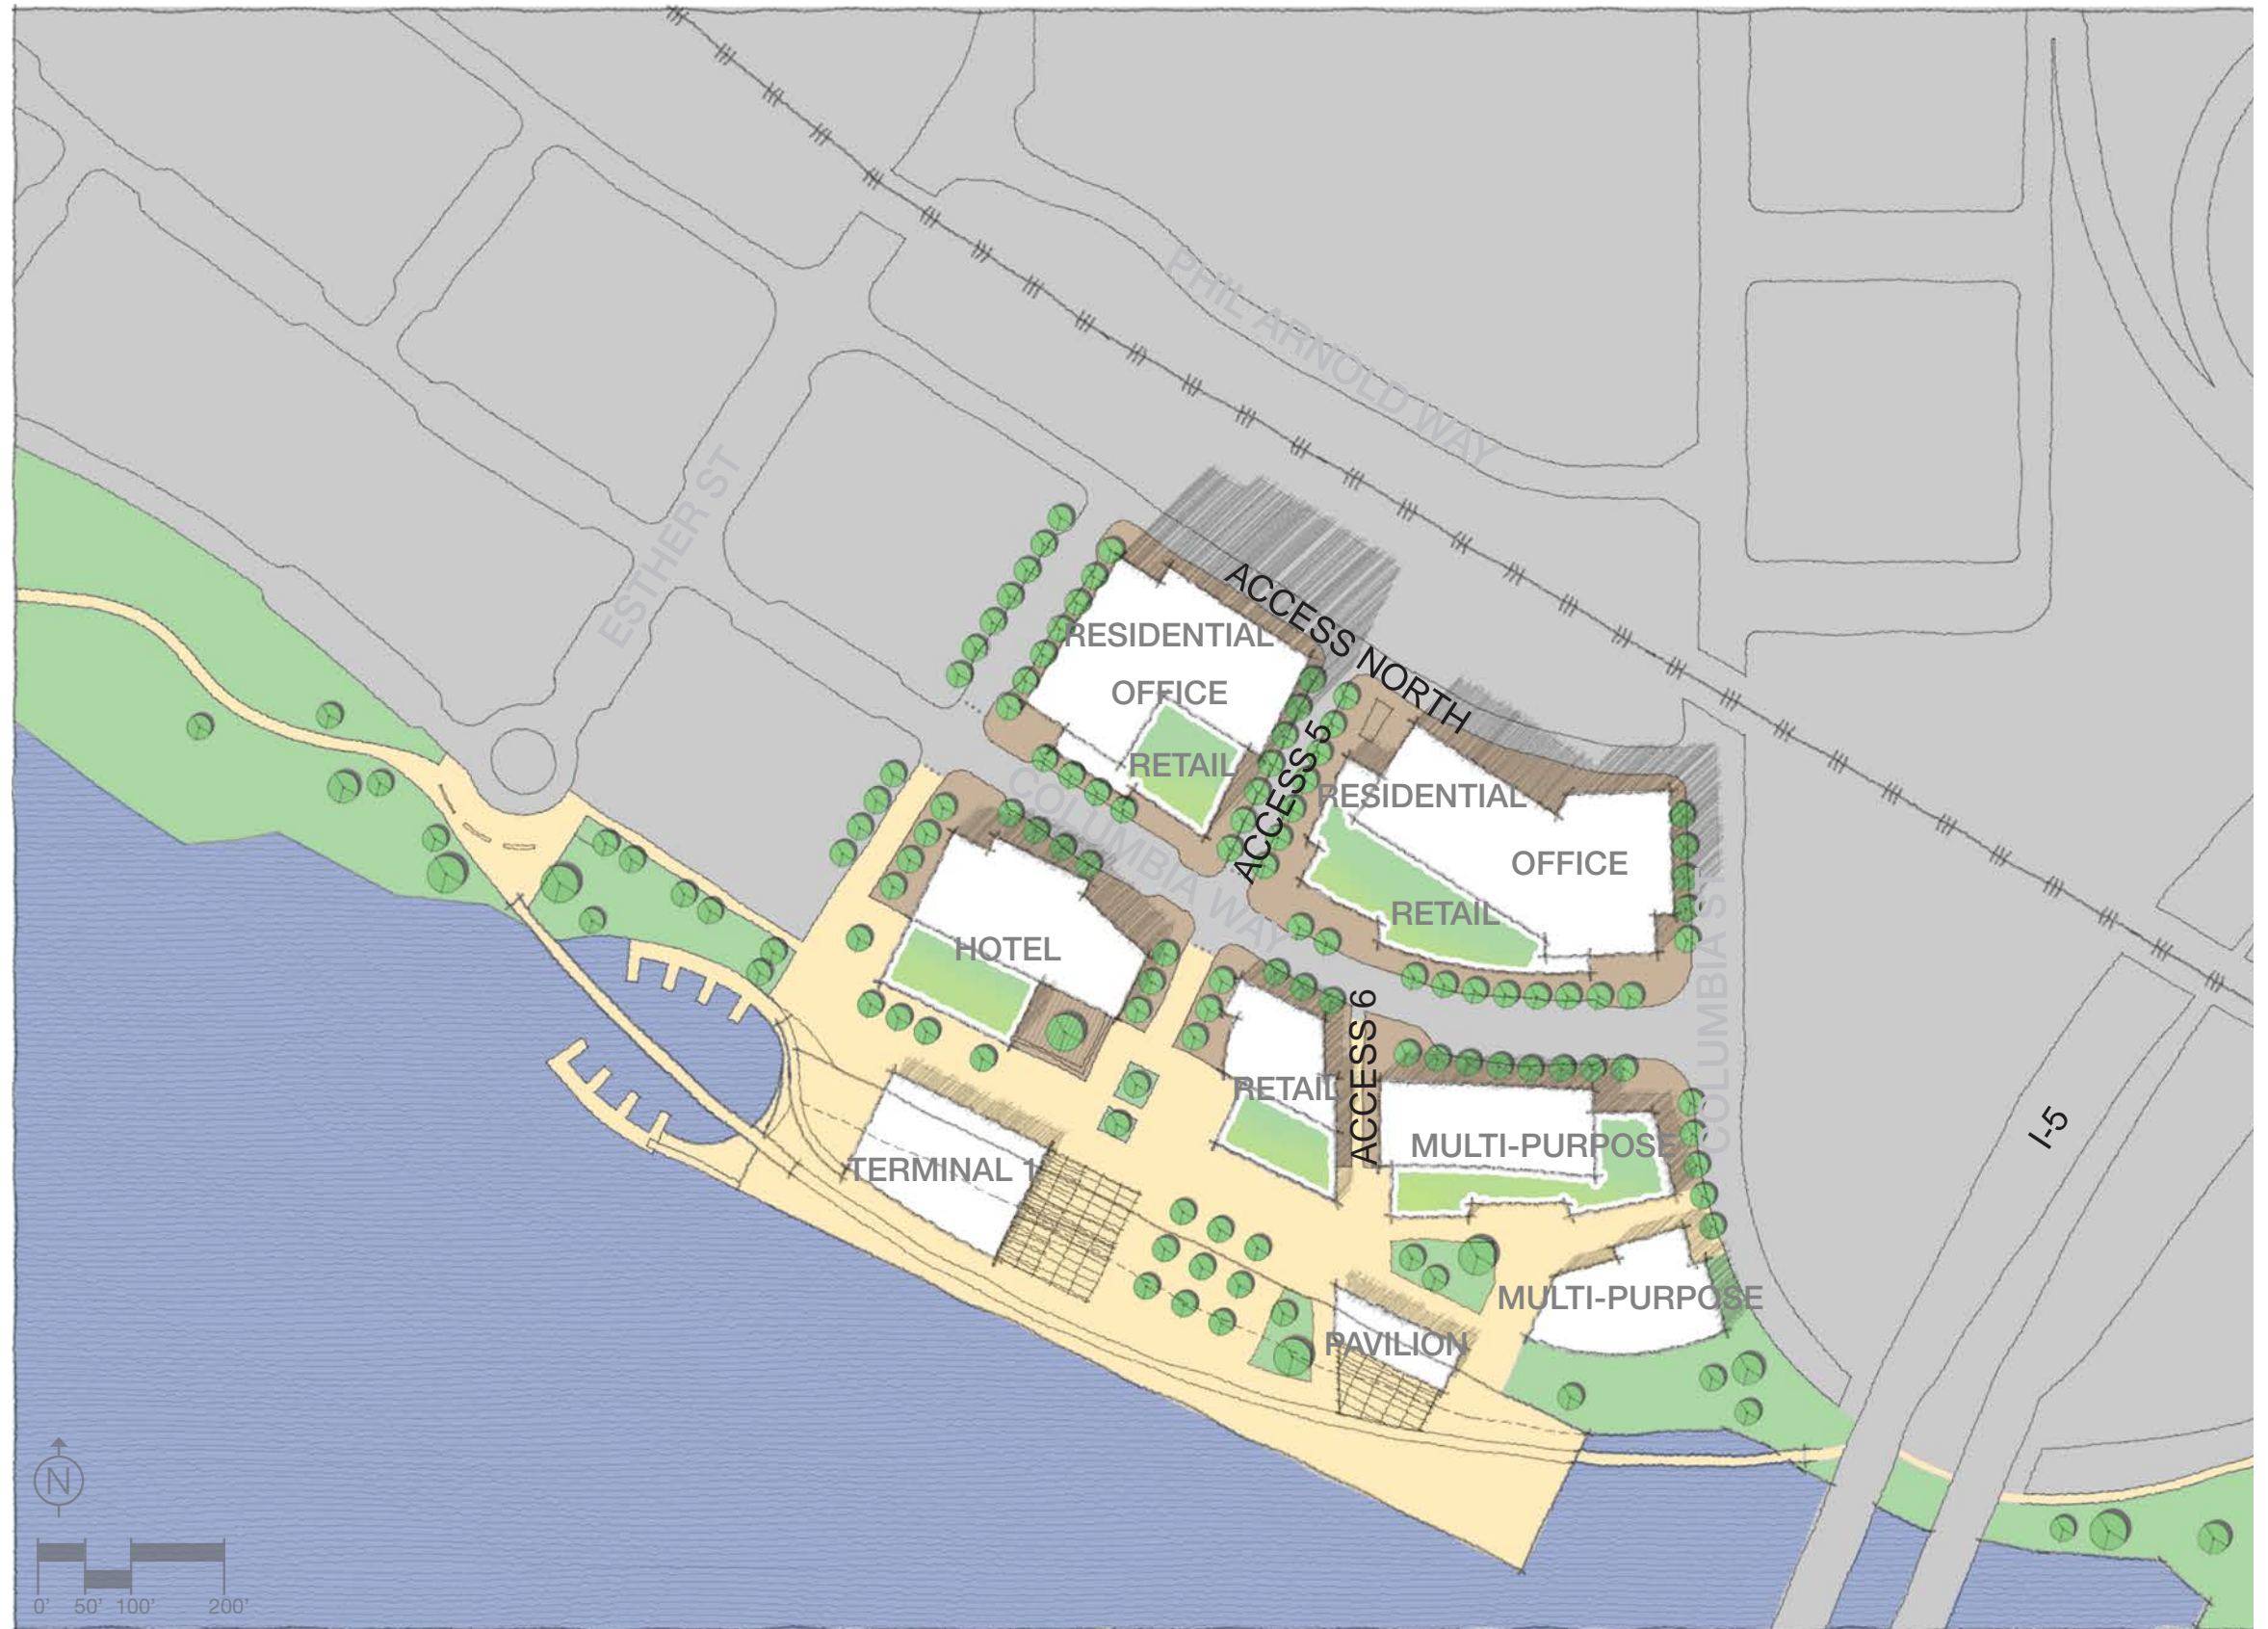 PHIL ARNOLD WAY
ESTHER ST
ACCESS NORTH
RESIDENTIAL
OFFICE
RETAIL
ACCESS 5
RESIDENTIAL
OFFICE
RETAIL
COLUMBIA WAY
COLUMBIA ST
HOTEL
RETAIL
ACCESS 6
MULTI-PURPOSE
I-5
TERMINAL 1
MULTI-PURPOSE
PAVILION
N
0' 50' 100' 200'